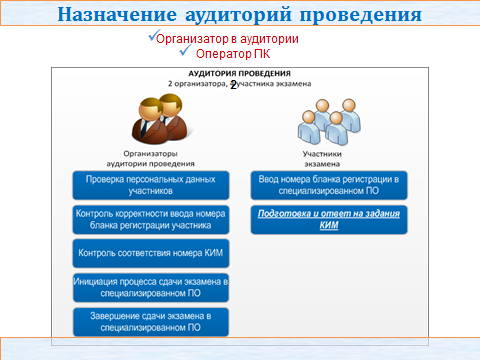 Назначение аудиторий проведения
Организатор в аудитории
Оператор ПК
АУДИТОРИЯ ПРОВЕДЕНИЯ
2 организатора, 2 участника экзамена
Организаторы
аудитории проведения
Участники
экзамена
Проверка персональных данных
участников
Контроль корректности ввода номера
бланка регистрации участника
Контроль соответствия номера КИМ
Инициация процесса сдачи экзамена в
специализированном ПО
Завершение сдачи экзамена в
специализированном ПО
Ввод номера бланка регистрации в
специализированном ПО
Подготовка и ответ на задания
КИМ